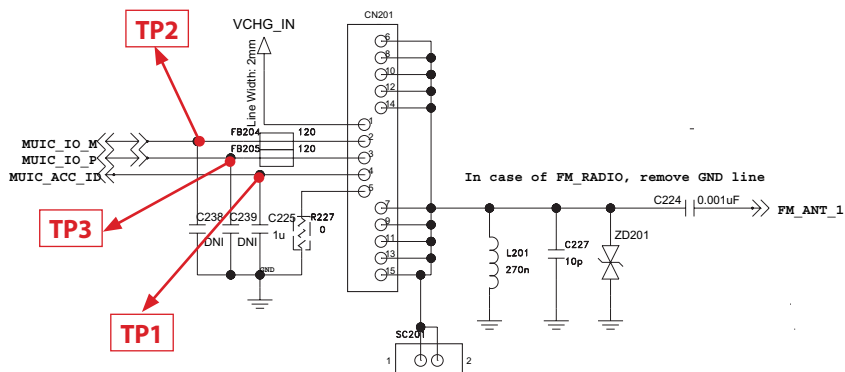 CN201
TP2
VCHG_IN
Line Width: 2mm
6
8
10
12
14
1
FB204
120
2
MUIC_IO_M
FB205
120
3
MUIC_IO_P
4
MUIC_ACC_ID
5
In case of FM_RADIO, remove GND line
C224
0.001uF
FM_ANT_1
7
C238
C239
C225
R227
TP3
DNI
DNI
1u
0
9
11
13
15
L201
270n
C227
10p
ZD201
GND
TP1
SC201
1
2